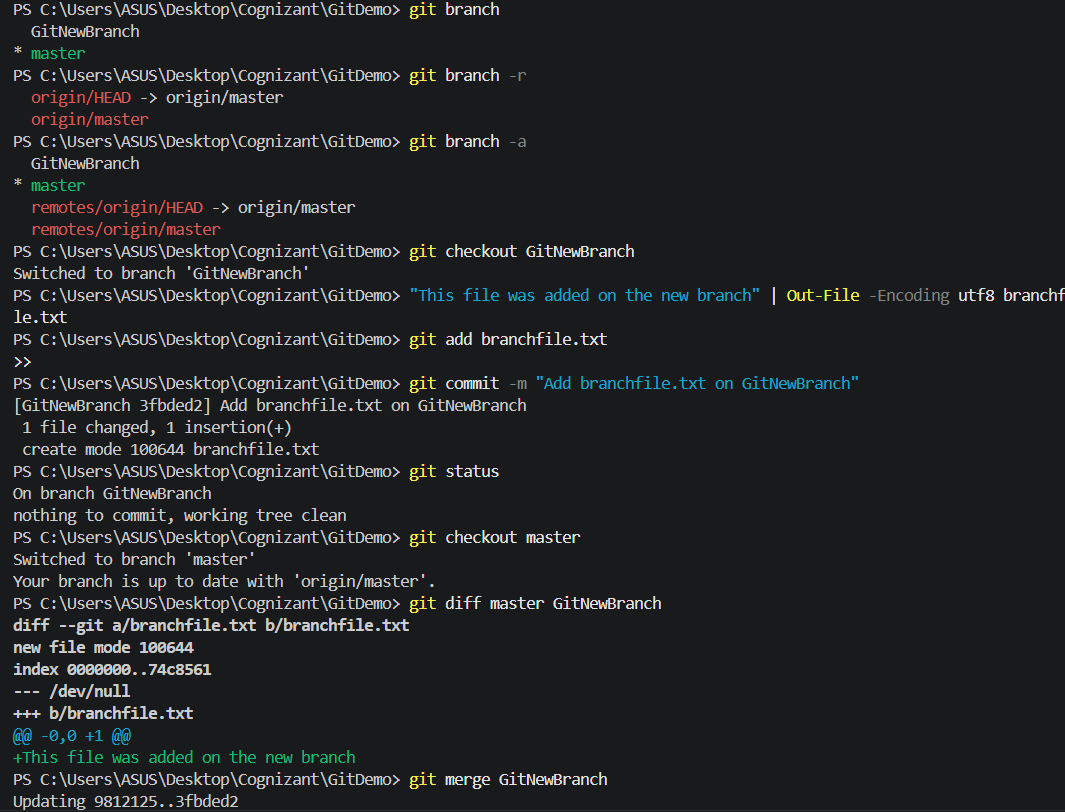 PS C:\Users\ASUS\Desktop\Cognizant\GitDemo> git branch
  GitNewBranch
* master
PS C:\Users\ASUS\Desktop\Cognizant\GitDemo> git branch -r
  origin/HEAD -> origin/master
  origin/master
PS C:\Users\ASUS\Desktop\Cognizant\GitDemo> git branch -a
  GitNewBranch
* master
  remotes/origin/HEAD -> origin/master
  remotes/origin/master
PS C:\Users\ASUS\Desktop\Cognizant\GitDemo> git checkout GitNewBranch
Switched to branch 'GitNewBranch'
PS C:\Users\ASUS\Desktop\Cognizant\GitDemo> "This file was added on the new branch" | Out-File -Encoding utf8 branchf
le.txt
PS C:\Users\ASUS\Desktop\Cognizant\GitDemo> git add branchfile.txt
>>
PS C:\Users\ASUS\Desktop\Cognizant\GitDemo> git commit -m "Add branchfile.txt on GitNewBranch"
[GitNewBranch 3fbded2] Add branchfile.txt on GitNewBranch
 1 file changed, 1 insertion(+)
 create mode 100644 branchfile.txt
PS C:\Users\ASUS\Desktop\Cognizant\GitDemo> git status
On branch GitNewBranch
nothing to commit, working tree clean
PS C:\Users\ASUS\Desktop\Cognizant\GitDemo> git checkout master
Switched to branch 'master'
Your branch is up to date with 'origin/master'.
PS C:\Users\ASUS\Desktop\Cognizant\GitDemo> git diff master GitNewBranch
diff --git a/branchfile.txt b/branchfile.txt
new file mode 100644
index 0000000..74c8561
--- /dev/null
+++ b/branchfile.txt
@@ -0,0 +1 @@
+This file was added on the new branch
PS C:\Users\ASUS\Desktop\Cognizant\GitDemo> git merge GitNewBranch
Updating 9812125..3fbded2